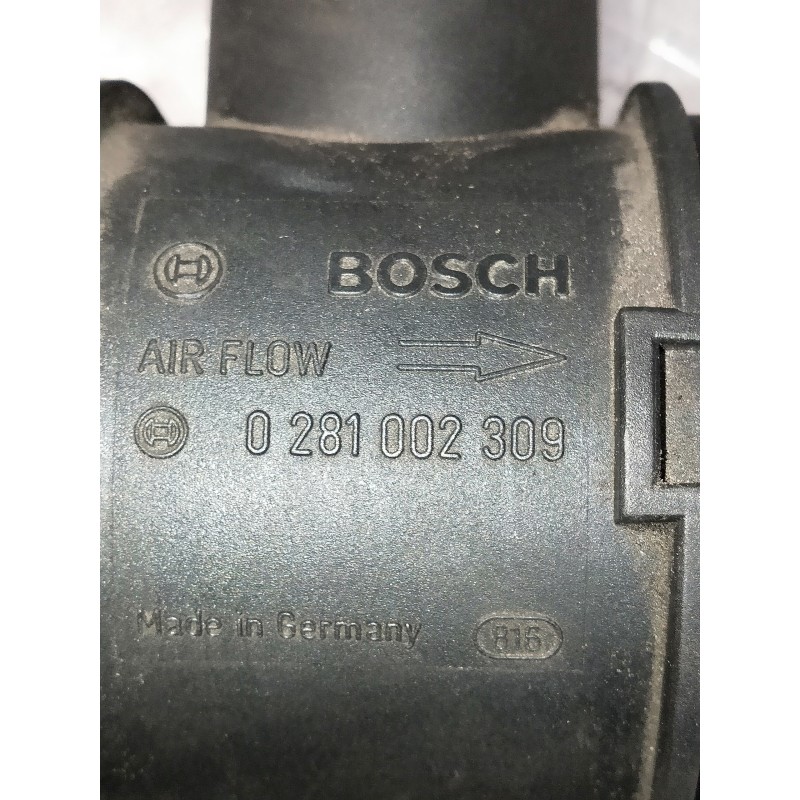 BOSCH
AIR FLOW
0 281 002 309
Made in Germany 816